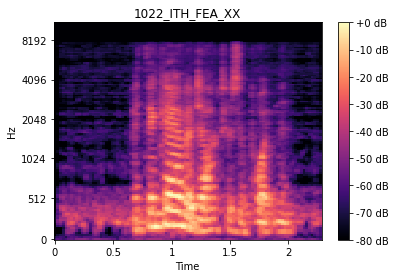 1022_ITH_FEA_XX
+0 dB
8192
-10 dB
-20 dB
4096
-30 dB
Hz
2048
-40 dB
1024
-50 dB
-60 dB
512
-70 dB
0
-80 dB
0 0.5 1 1.5 2
Time